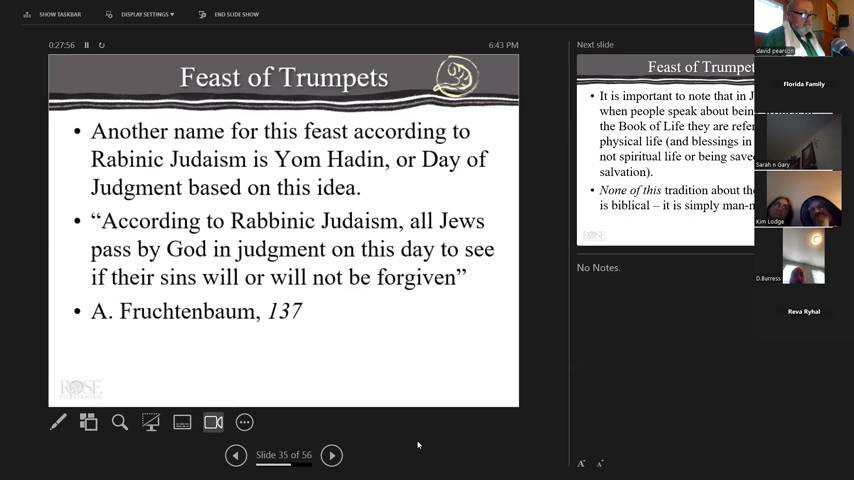 SHOW TASKBAR
DISPLAY SETTINGS
END SLIDE SHOW
0:27:56
6:43 PM
Feast of Trumpets
• Another name for this feast according to
Rabinic Judaism is Yom Hadin, or Day of
Judgment based on this idea.
• “According to Rabbinic Judaism, all Jews
pass by God in judgment on this day to see
if their sins will or will not be forgiven”
• A. Fruchtenbaum, 137
ROSE
Slide 35 of 56
Next slide
Feast of Trumpet
• It is important to note that in J
when people speak about bein
the Book of Life they are refe
physical life (and blessings in
not spiritual life or being save
salvation).
• None of this tradition about the
is biblical – it is simply man-m
ROSE
No Notes.
A A
david pearson
Florida Family
Sarah n Gary
Kim Lodge
D.Burress
Reva Ryhal